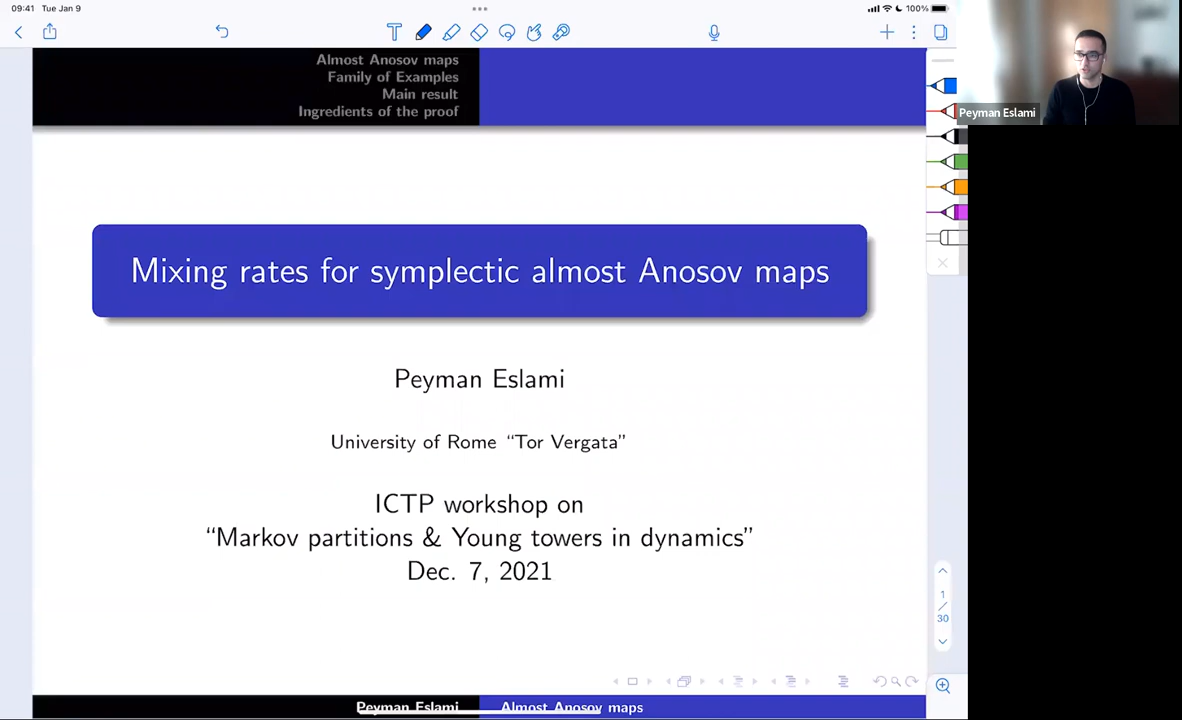 09:41 Tue Jan 9
100%
Almost Anosov maps
Family of Examples
Main result
Ingredients of the proof
Peyman Eslami
Mixing rates for symplectic almost Anosov maps
Peyman Eslami
University of Rome “Tor Vergata”
ICTP workshop on
“Markov partitions & Young towers in dynamics”
Dec. 7, 2021
1
/
30
Peyman Eslami
Almost Anosov maps